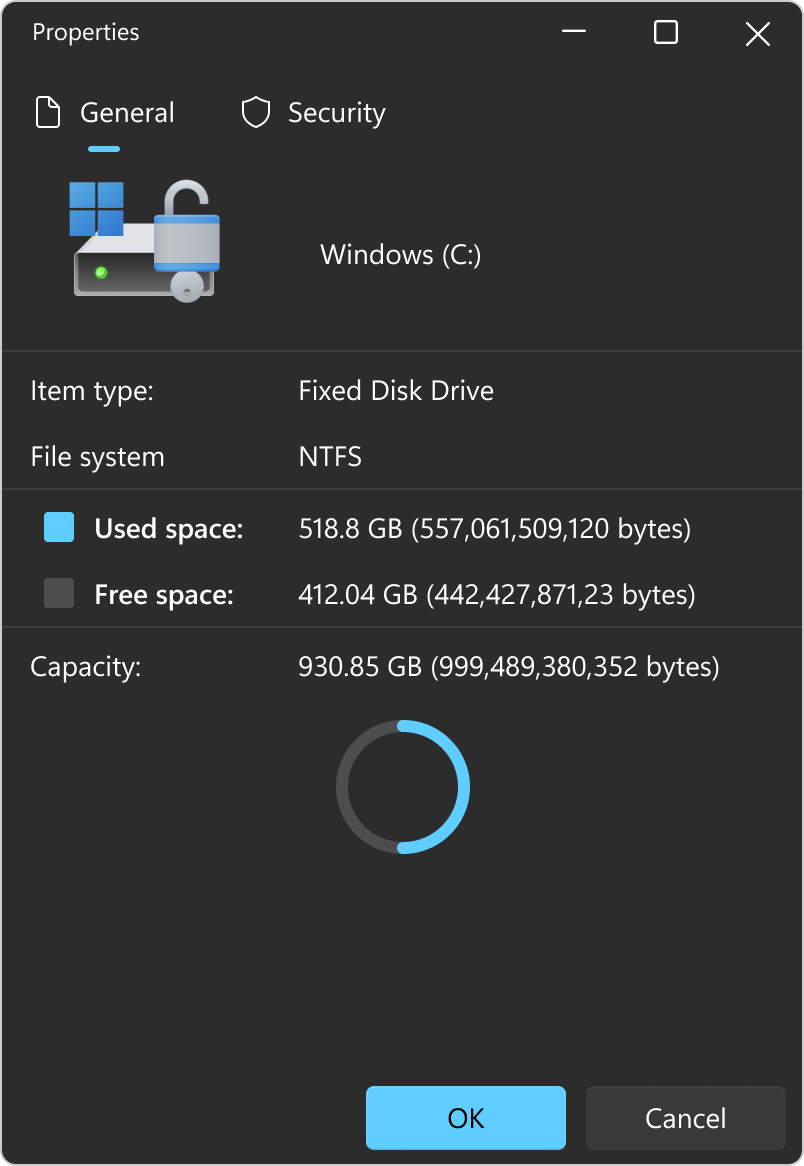 Properties
General Security
Windows (C:)
Item type: Fixed Disk Drive
File system NTFS
Used space: 518.8 GB (557,061,509,120 bytes)
Free space: 412.04 GB (442,427,871,23 bytes)
Capacity: 930.85 GB (999,489,380,352 bytes)
OK Cancel